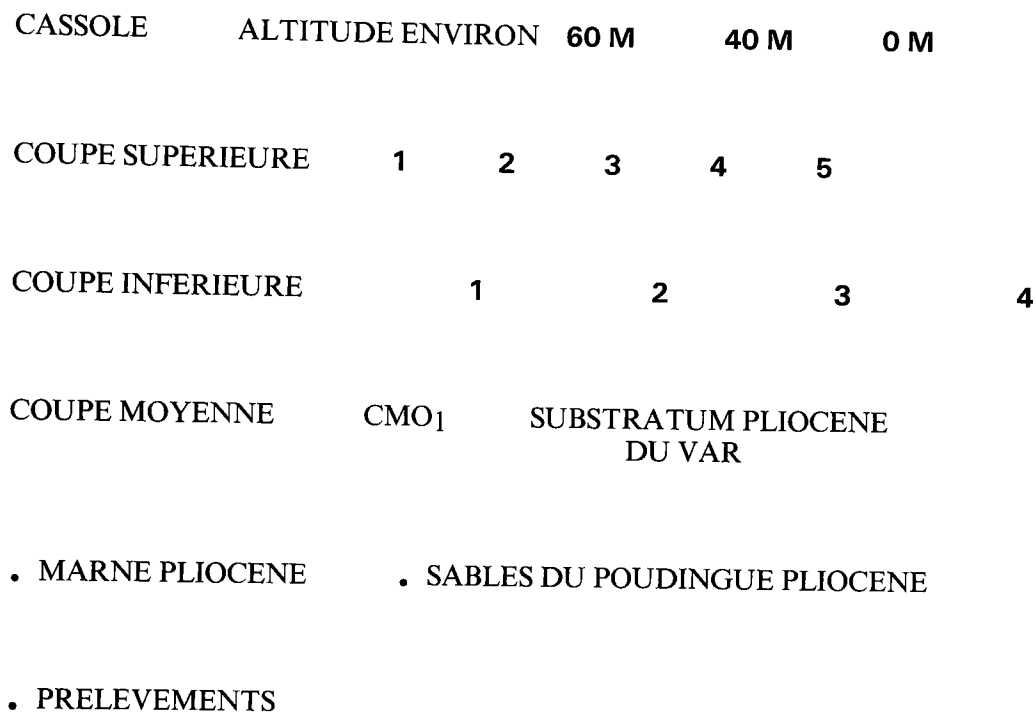 CASSOLE ALTITUDE ENVIRON 60 M 40 M 0 M
COUPE SUPERIEURE 1 2 3 4 5
COUPE INFERIEURE 1 2 3 4
COUPE MOYENNE CMO1 SUBSTRATUM PLIOCENE
DU VAR
• MARNE PLIOCENE • SABLES DU POUDINGUE PLIOCENE
• PRELEVEMENTS